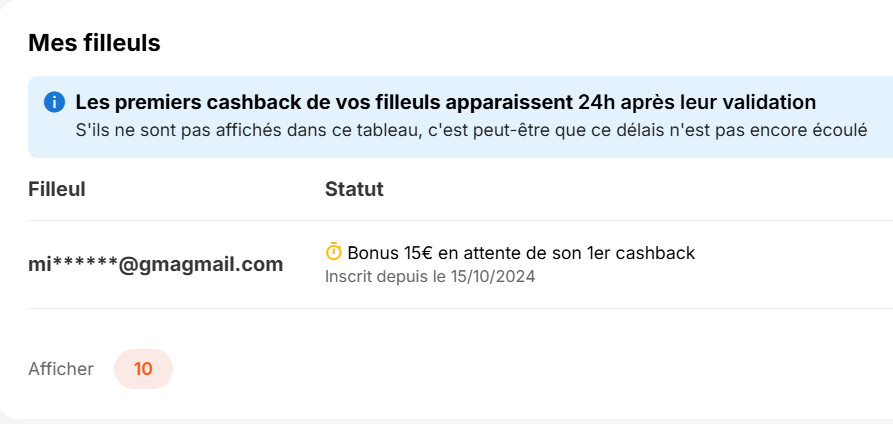 Mes filleuls
Les premiers cashback de vos filleuls apparaissent 24h après leur validation
S'ils ne sont pas affichés dans ce tableau, c'est peut-être que ce délais n'est pas encore écoulé
Filleul Statut
Bonus 15€ en attente de son 1er cashback
mi******@gmagmail.com
Inscrit depuis le 15/10/2024
Afficher 10